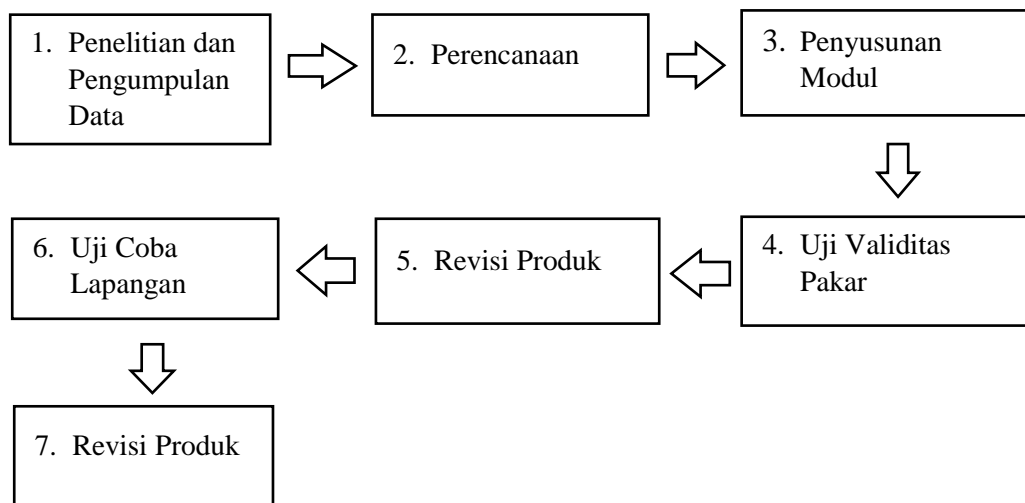 1. Penelitian dan
Pengumpulan
Data
2. Perencanaan
3. Penyusunan
Modul
4. Uji Validitas
Pakar
5. Revisi Produk
6. Uji Coba
Lapangan
7. Revisi Produk